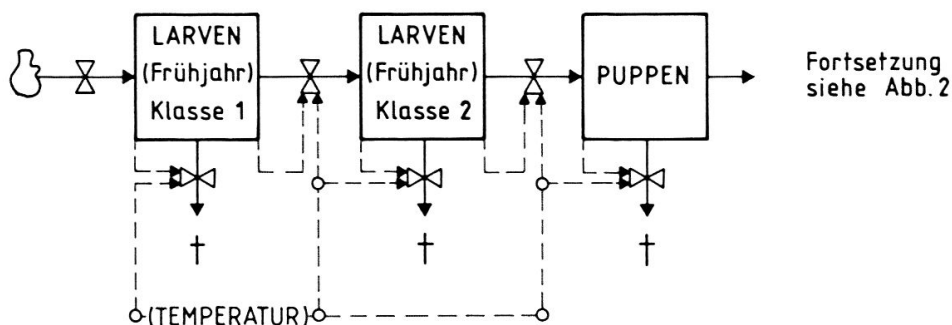 LARVEN
(Frühjahr)
Klasse 1
LARVEN
(Frühjahr)
Klasse 2
PUPPEN
Fortsetzung
siehe Abb. 2
†
†
†
(TEMPERATUR)